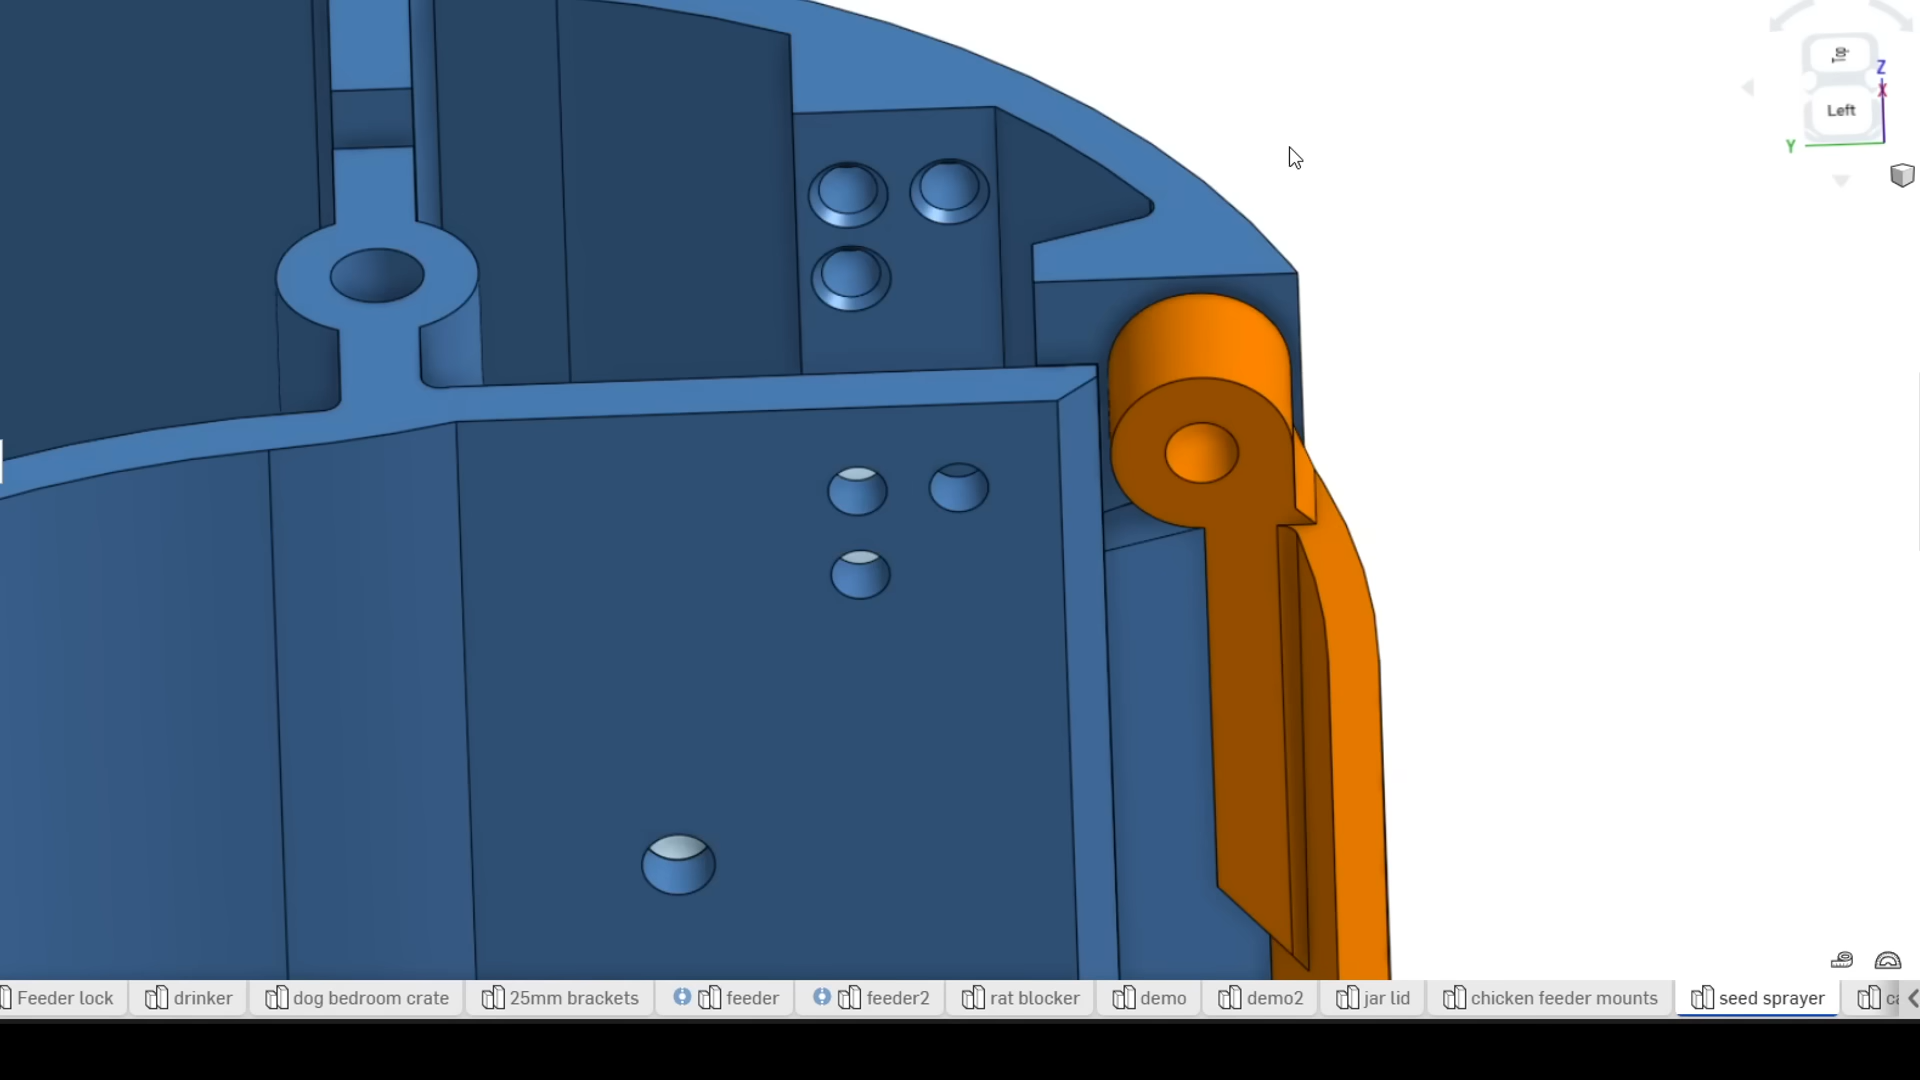 Top
Z
X
Left
Y
Feeder lock
drinker
dog bedroom crate
25mm brackets
feeder
feeder2
rat blocker
demo
demo2
jar lid
chicken feeder mounts
seed sprayer